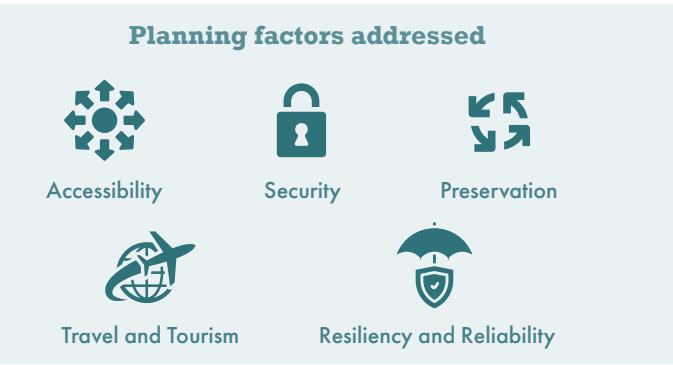 Planning factors addressed
Accessibility
Security
Preservation
Travel and Tourism
Resiliency and Reliability